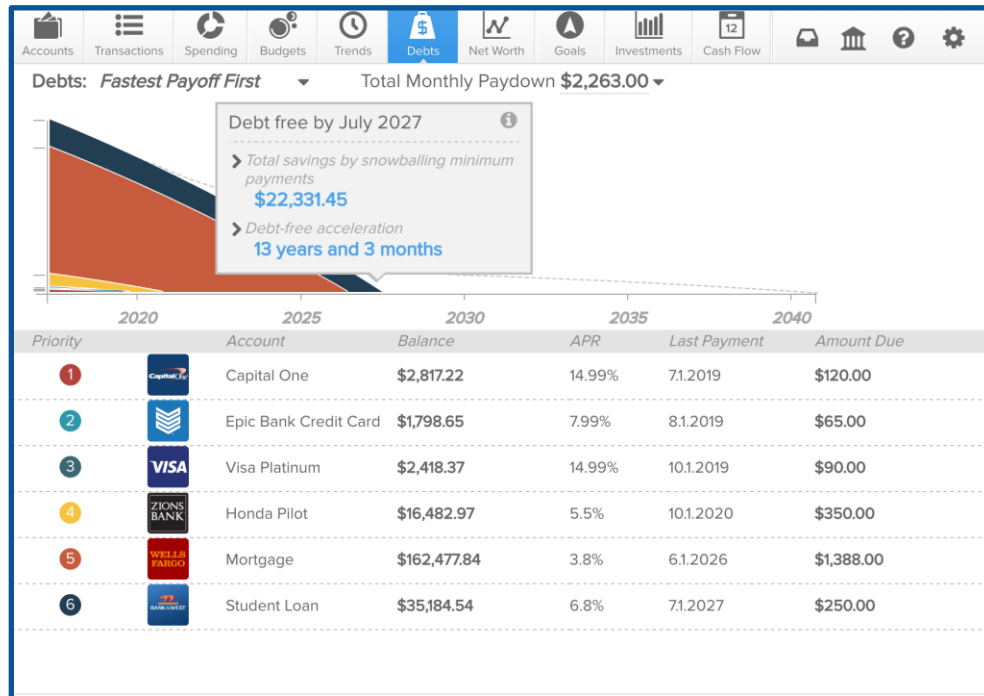 Accounts Transactions Spending Budgets Trends Debts Net Worth Goals Investments 12 Cash Flow ?
Debts: Fastest Payoff First Total Monthly Paydown $2,263.00
Debt free by July 2027 i
Total savings by snowballing minimum
payments
$22,331.45
Debt-free acceleration
13 years and 3 months
2020 2025 2030 2035 2040
Priority Account Balance APR Last Payment Amount Due
1 Capital One Capital One $2,817.22 14.99% 7.1.2019 $120.00
2 Epic Bank Credit Card $1,798.65 7.99% 8.1.2019 $65.00
3 VISA Visa Platinum $2,418.37 14.99% 10.1.2019 $90.00
4 ZIONS BANK Honda Pilot $16,482.97 5.5% 10.1.2020 $350.00
5 WELLS FARGO Mortgage $162,477.84 3.8% 6.1.2026 $1,388.00
6 BANK OF THE WEST Student Loan $35,184.54 6.8% 7.1.2027 $250.00